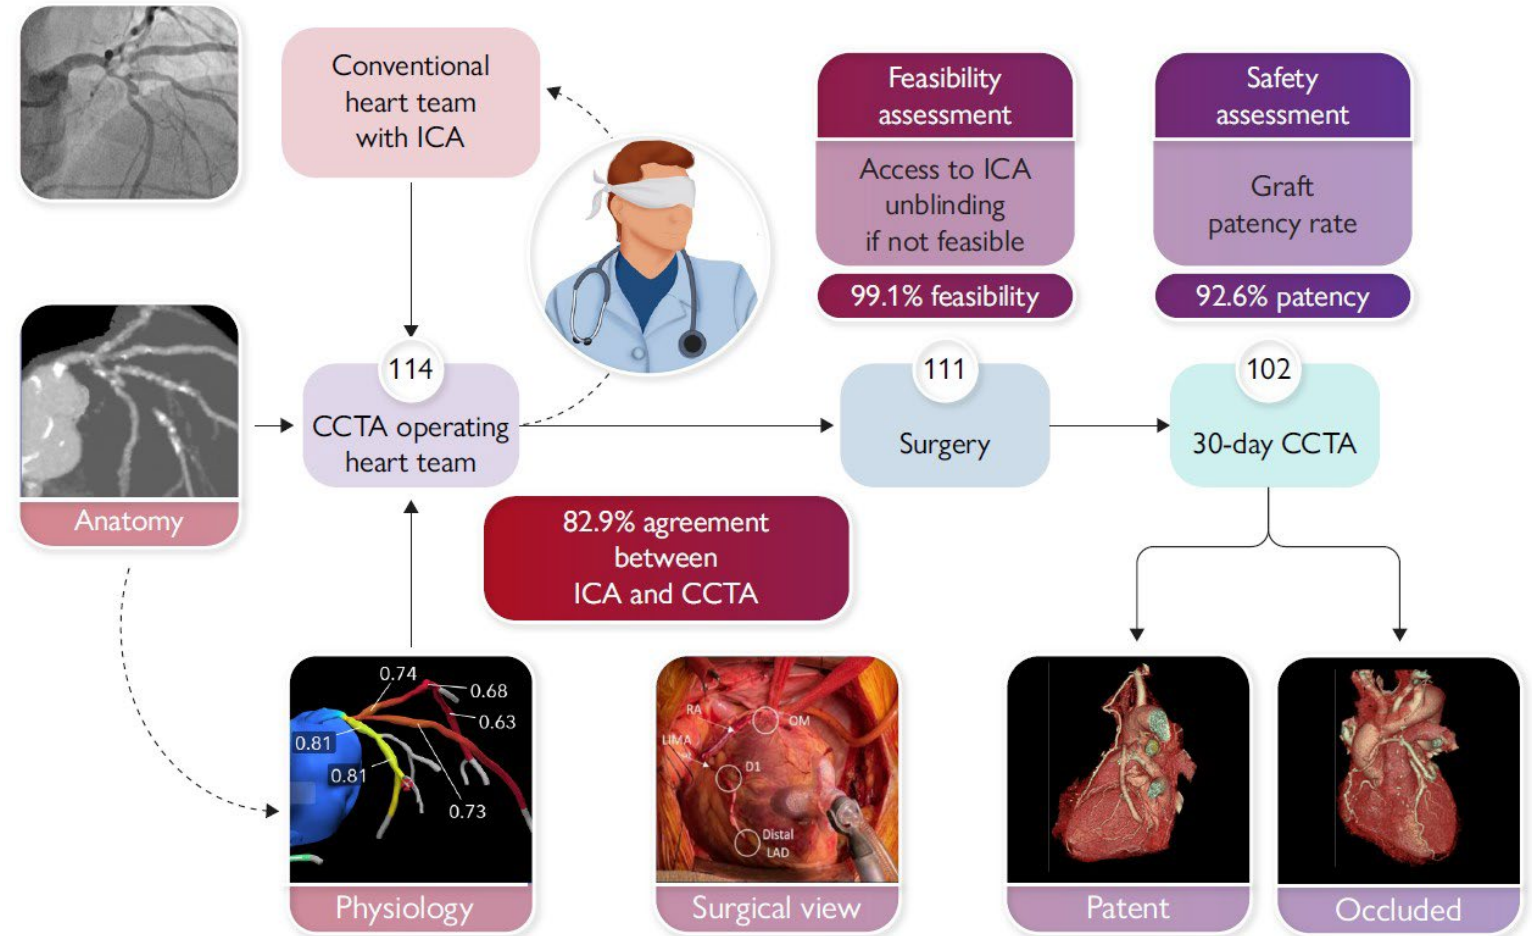 Conventional
heart team
with ICA
Feasibility
assessment
Access to ICA
unblinding
if not feasible
99.1% feasibility
Safety
assessment
Graft
patency rate
92.6% patency
Anatomy
114
CCTA operating
heart team
111
Surgery
102
30-day CCTA
82.9% agreement
between
ICA and CCTA
0.74
0.68
0.63
0.81
0.81
0.73
Physiology
RA
OM
LIMA
D1
Distal
LAD
Surgical view
Patent
Occluded